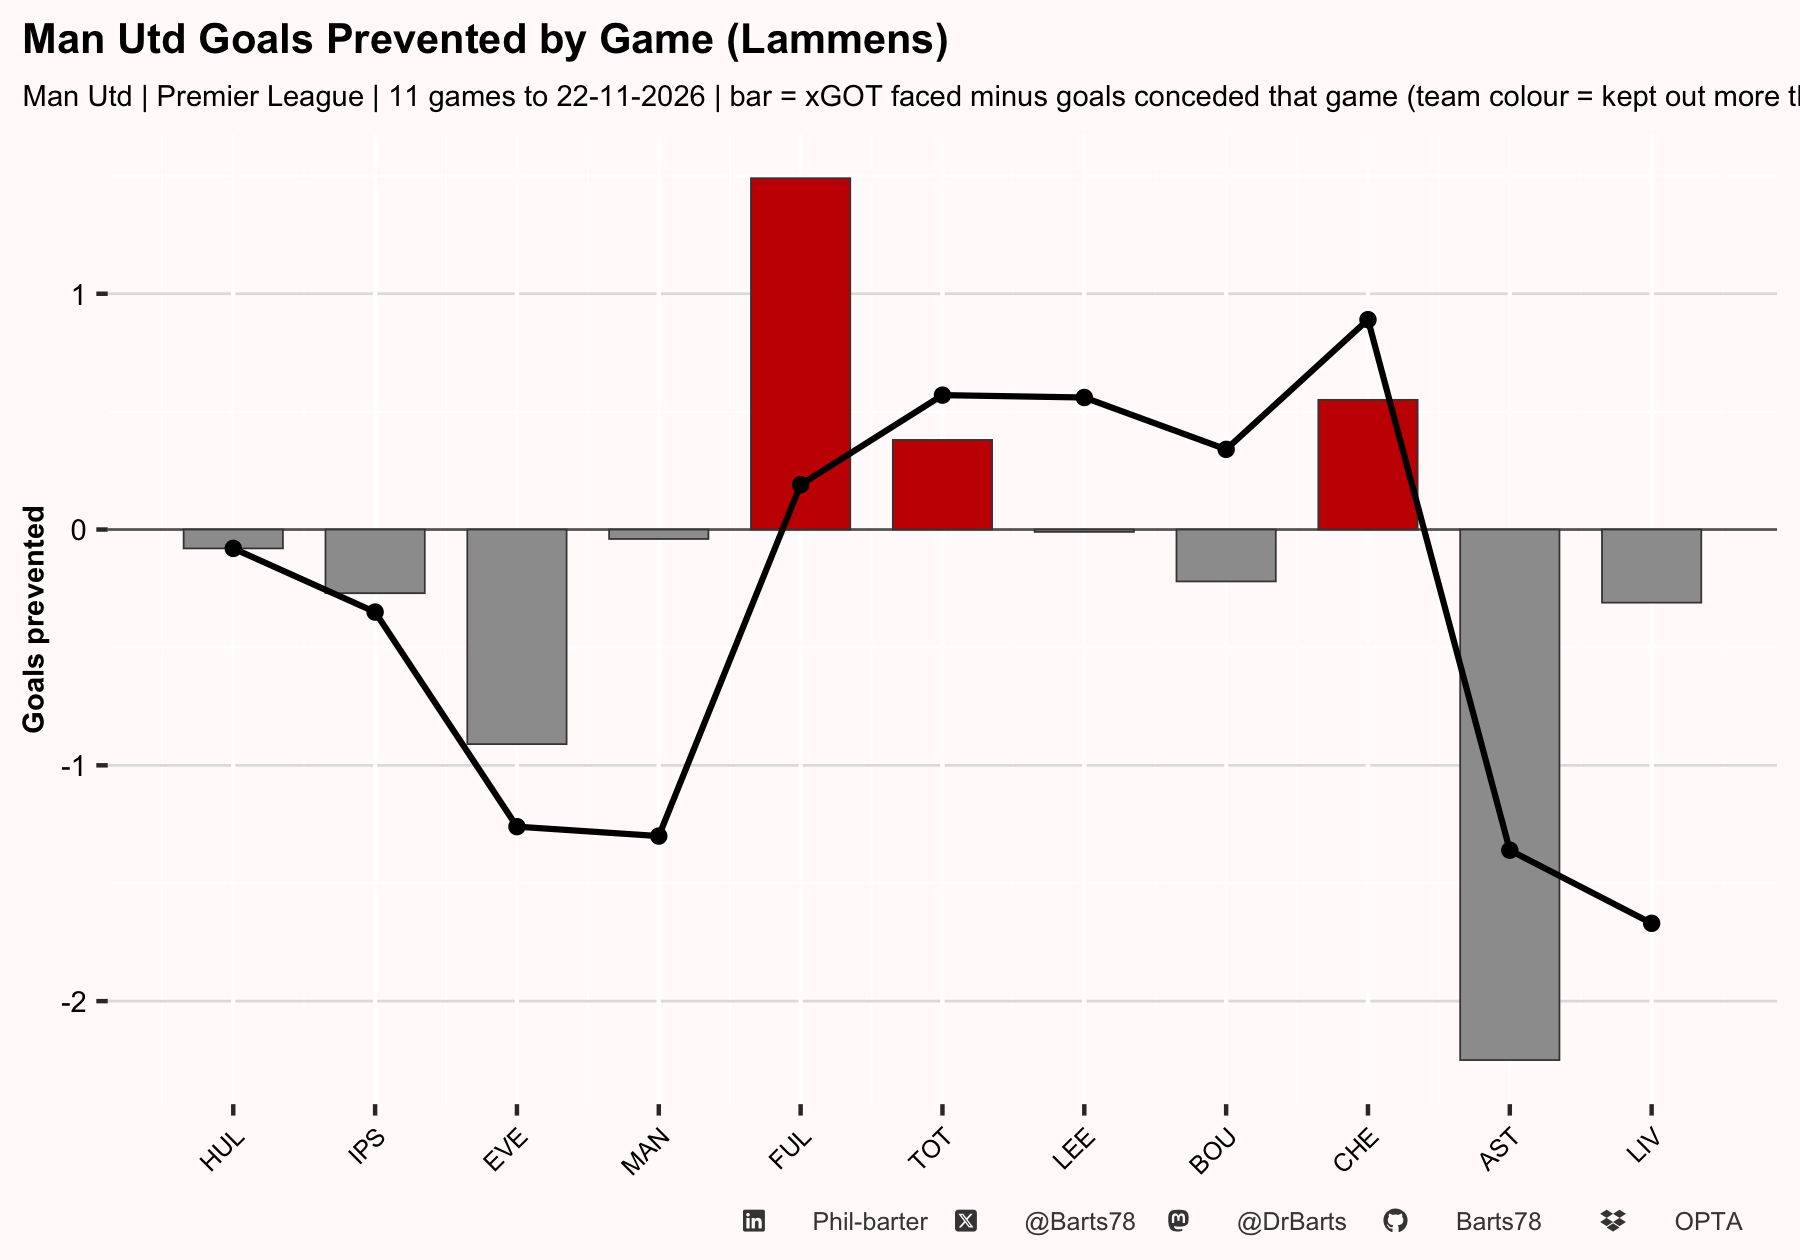 Man Utd Goals Prevented by Game (Lammens)
Man Utd | Premier League | 11 games to 22-11-2026 | bar = xGOT faced minus goals conceded that game (team colour = kept out more
Goals prevented
1
0
-1
-2
HUL IPS EVE MAN FUL TOT LEE BOU CHE AST LIV
Phil-barter @Barts78 @DrBarts Barts78 OPTA